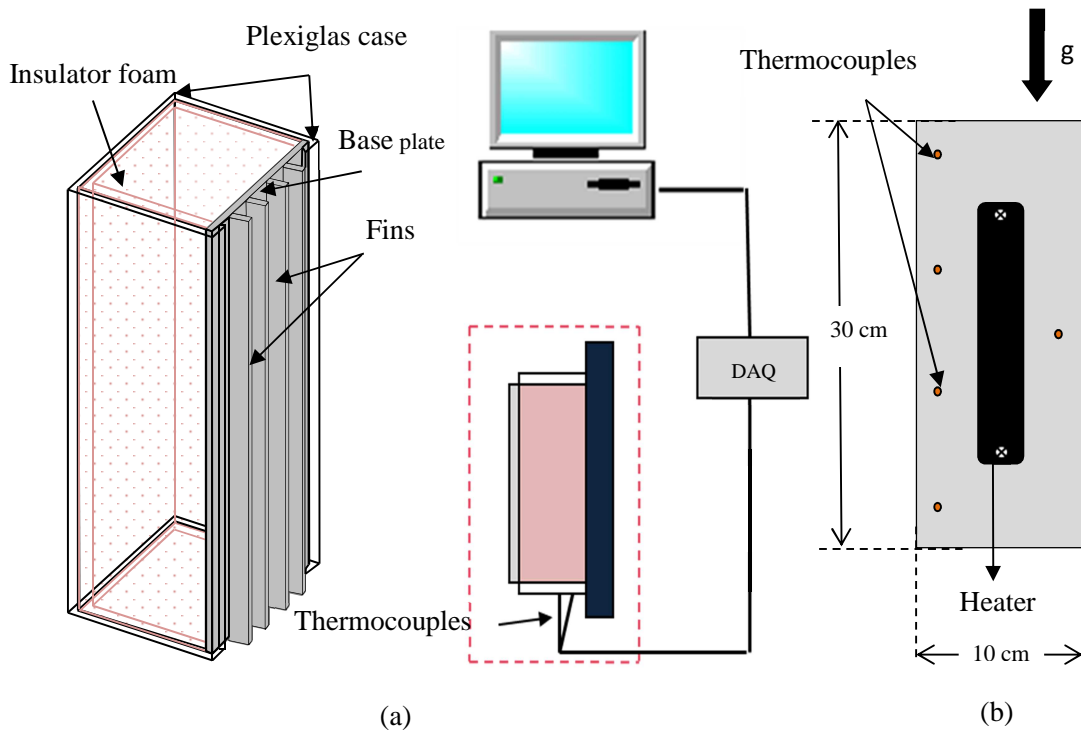 Plexiglas case
Insulator foam
Base plate
Fins
DAQ
Thermocouples
(a)
g
Thermocouples
30 cm
Heater
10 cm
(b)